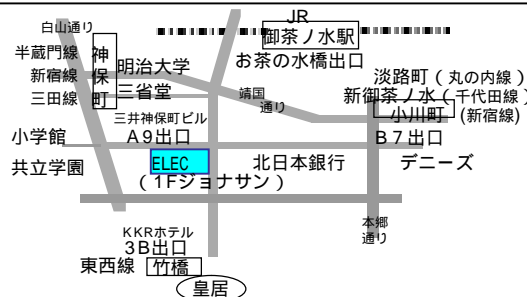 白山通り
JR
御茶ノ水駅
お茶の水橋出口
半蔵門線
新宿線
三田線
神保町
明治大学
三省堂
靖国通り
淡路町（丸の内線）
新御茶ノ水（千代田線）
小川町 (新宿線)
三井神保町ビル
小学館 A9出口
B7出口
共立学園
ELEC
北日本銀行
デニーズ
（1Fジョナサン）
本郷通り
KKRホテル
3B出口
東西線 竹橋
皇居